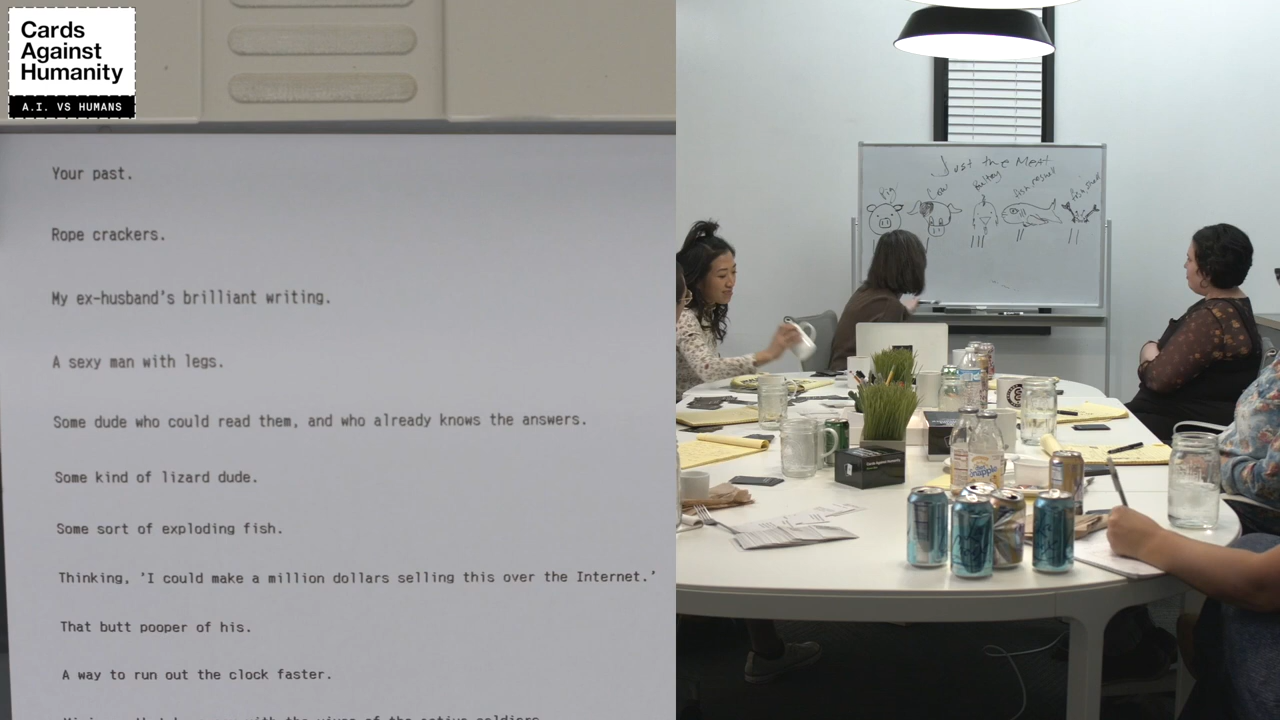 Cards
Against
Humanity
A.I. VS HUMANS
Your past.
Rope crackers.
My ex-husband's brilliant writing.
A sexy man with legs.
Some dude who could read them, and who already knows the answers.
Some kind of lizard dude.
Some sort of exploding fish.
Thinking, 'I could make a million dollars selling this over the Internet.'
That butt pooper of his.
A way to run out the clock faster.
Just the Meat
Pig
Cow
Snapple